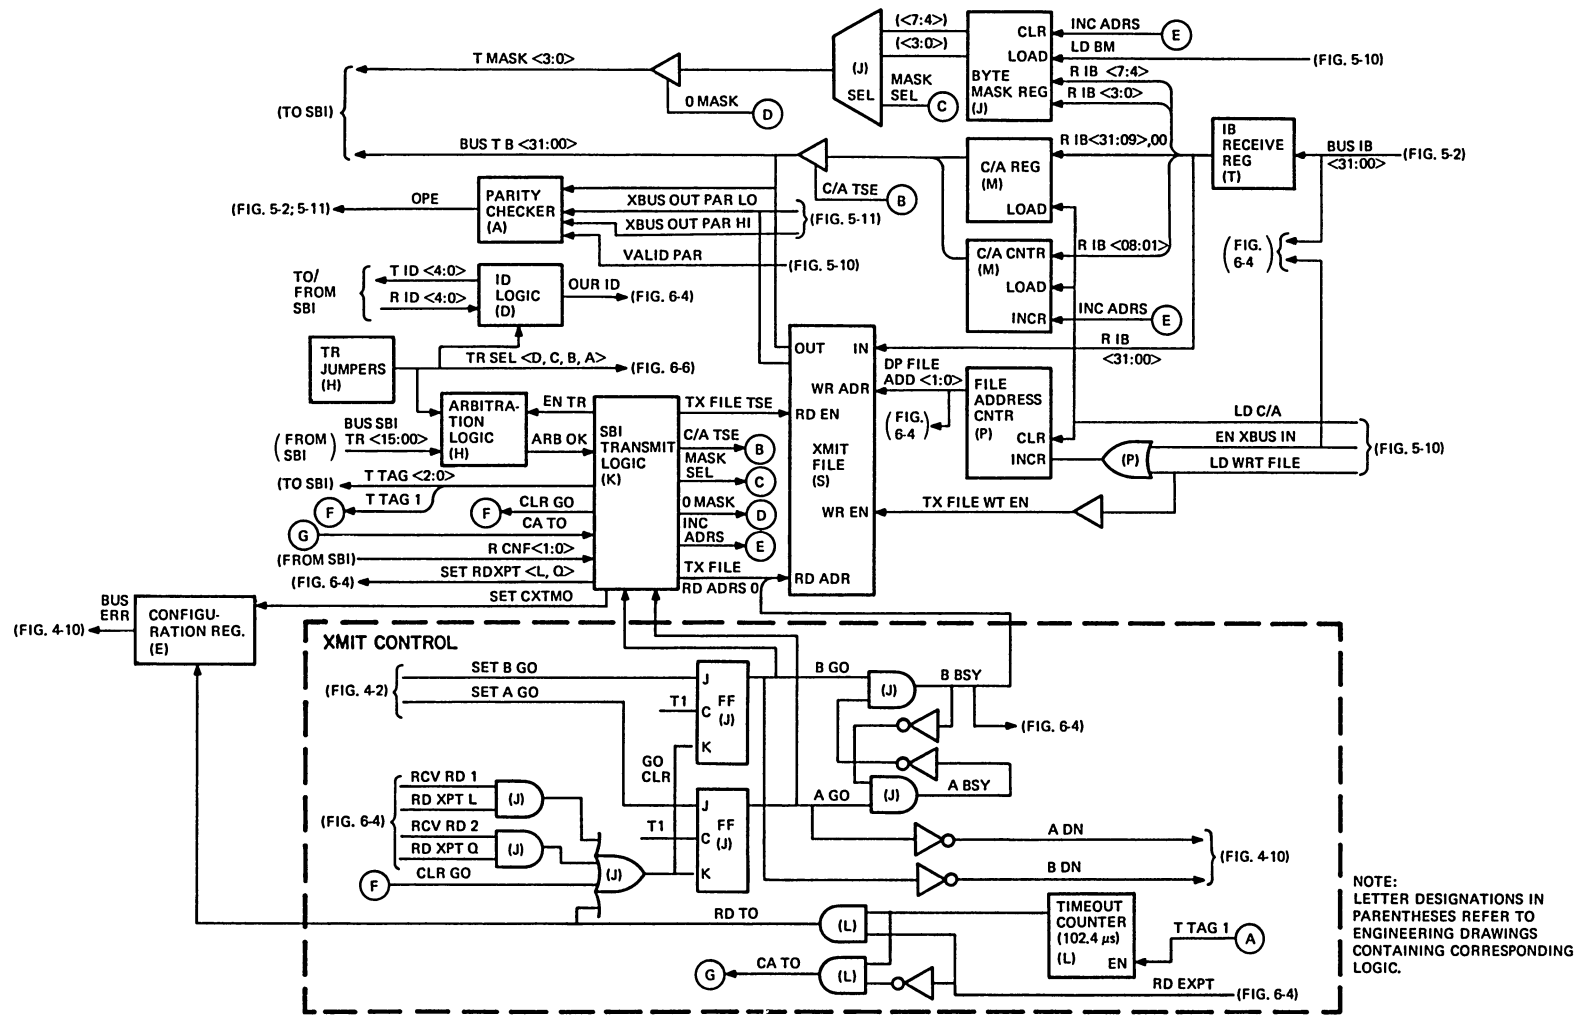 (<7:4>)
(<3:0>)
CLR
INC ADRS
E
LOAD
LD BM
(FIG. 5-10)
T MASK <3:0>
(J)
SEL
MASK
SEL
C
BYTE
MASK REG
(J)
R IB <7:4>
R IB <3:0>
(TO SBI)
0 MASK
D
IB
RECEIVE
REG
(T)
BUS IB
<31:00>
(FIG. 5-2)
BUS T B <31:00>
R IB<31:09>,00
C/A REG
(M)
LOAD
C/A TSE
B
(FIG. 5-2; 5-11)
OPE
PARITY
CHECKER
(A)
XBUS OUT PAR LO
XBUS OUT PAR HI
(FIG. 5-11)
VALID PAR
(FIG. 5-10)
C/A CNTR
(M)
LOAD
INCR
R IB <08:01>
INC ADRS
E
(FIG.
6-4)
TO/
FROM
SBI
T ID <4:0>
R ID <4:0>
ID
LOGIC
(D)
OUR ID
(FIG. 6-4)
TR
JUMPERS
(H)
TR SEL <D, C, B, A>
(FIG. 6-6)
OUT
IN
R IB
<31:00>
WR ADR
DP FILE
ADD <1:0>
(FIG.
6-4)
FILE
ADDRESS
CNTR
(P)
CLR
INCR
LD C/A
EN XBUS IN
LD WRT FILE
(P)
(FIG. 5-10)
(FROM
SBI)
BUS SBI
TR <15:00>
ARBITRA-
TION
LOGIC
(H)
EN TR
ARB OK
SBI
TRANSMIT
LOGIC
(K)
TX FILE TSE
RD EN
C/A TSE
B
MASK
SEL
C
XMIT
FILE
(S)
0 MASK
D
INC
ADRS
E
WR EN
TX FILE WT EN
TX FILE
RD ADRS 0
RD ADR
(TO SBI)
T TAG <2:0>
T TAG 1
F
F
CLR GO
G
CA TO
(FROM SBI)
R CNF<1:0>
(FIG. 6-4)
SET RDXPT <L, Q>
SET CXTMO
(FIG. 4-10)
BUS
ERR
CONFIGU-
RATION REG.
(E)
XMIT CONTROL
(FIG. 4-2)
SET B GO
SET A GO
J
T1
C
K
FF
(J)
B GO
(J)
B BSY
(FIG. 6-4)
GO
CLR
A GO
(J)
A BSY
J
T1
C
K
FF
(J)
(FIG. 6-4)
RCV RD 1
RD XPT L
(J)
RCV RD 2
RD XPT Q
(J)
F
CLR GO
(J)
A DN
B DN
(FIG. 4-10)
RD TO
(L)
TIMEOUT
COUNTER
(102.4 µs)
(L)
EN
T TAG 1
A
G
CA TO
(L)
RD EXPT
(FIG. 6-4)
NOTE:
LETTER DESIGNATIONS IN
PARENTHESES REFER TO
ENGINEERING DRAWINGS
CONTAINING CORRESPONDING
LOGIC.